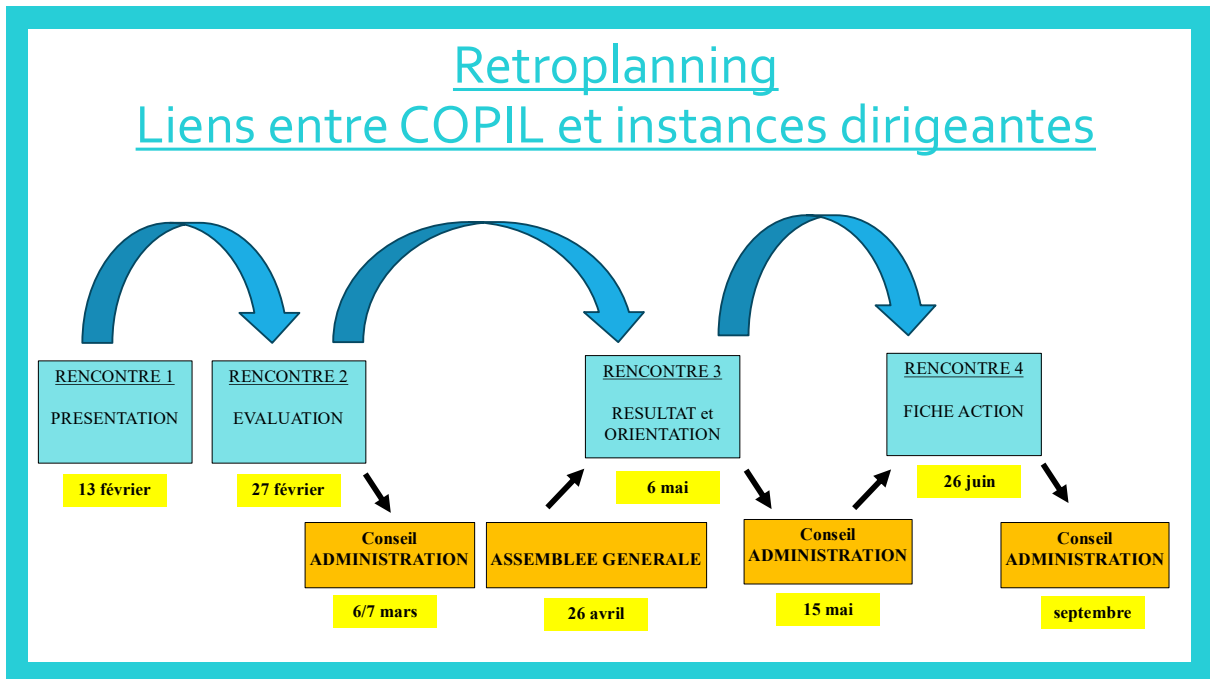 Retroplanning
Liens entre COPIL et instances dirigeantes
RENCONTRE 1
PRESENTATION
13 février
RENCONTRE 2
EVALUATION
27 février
Conseil
ADMINISTRATION
6/7 mars
ASSEMBLEE GENERALE
26 avril
RENCONTRE 3
RESULTAT et
ORIENTATION
6 mai
Conseil
ADMINISTRATION
15 mai
RENCONTRE 4
FICHE ACTION
26 juin
Conseil
ADMINISTRATION
septembre